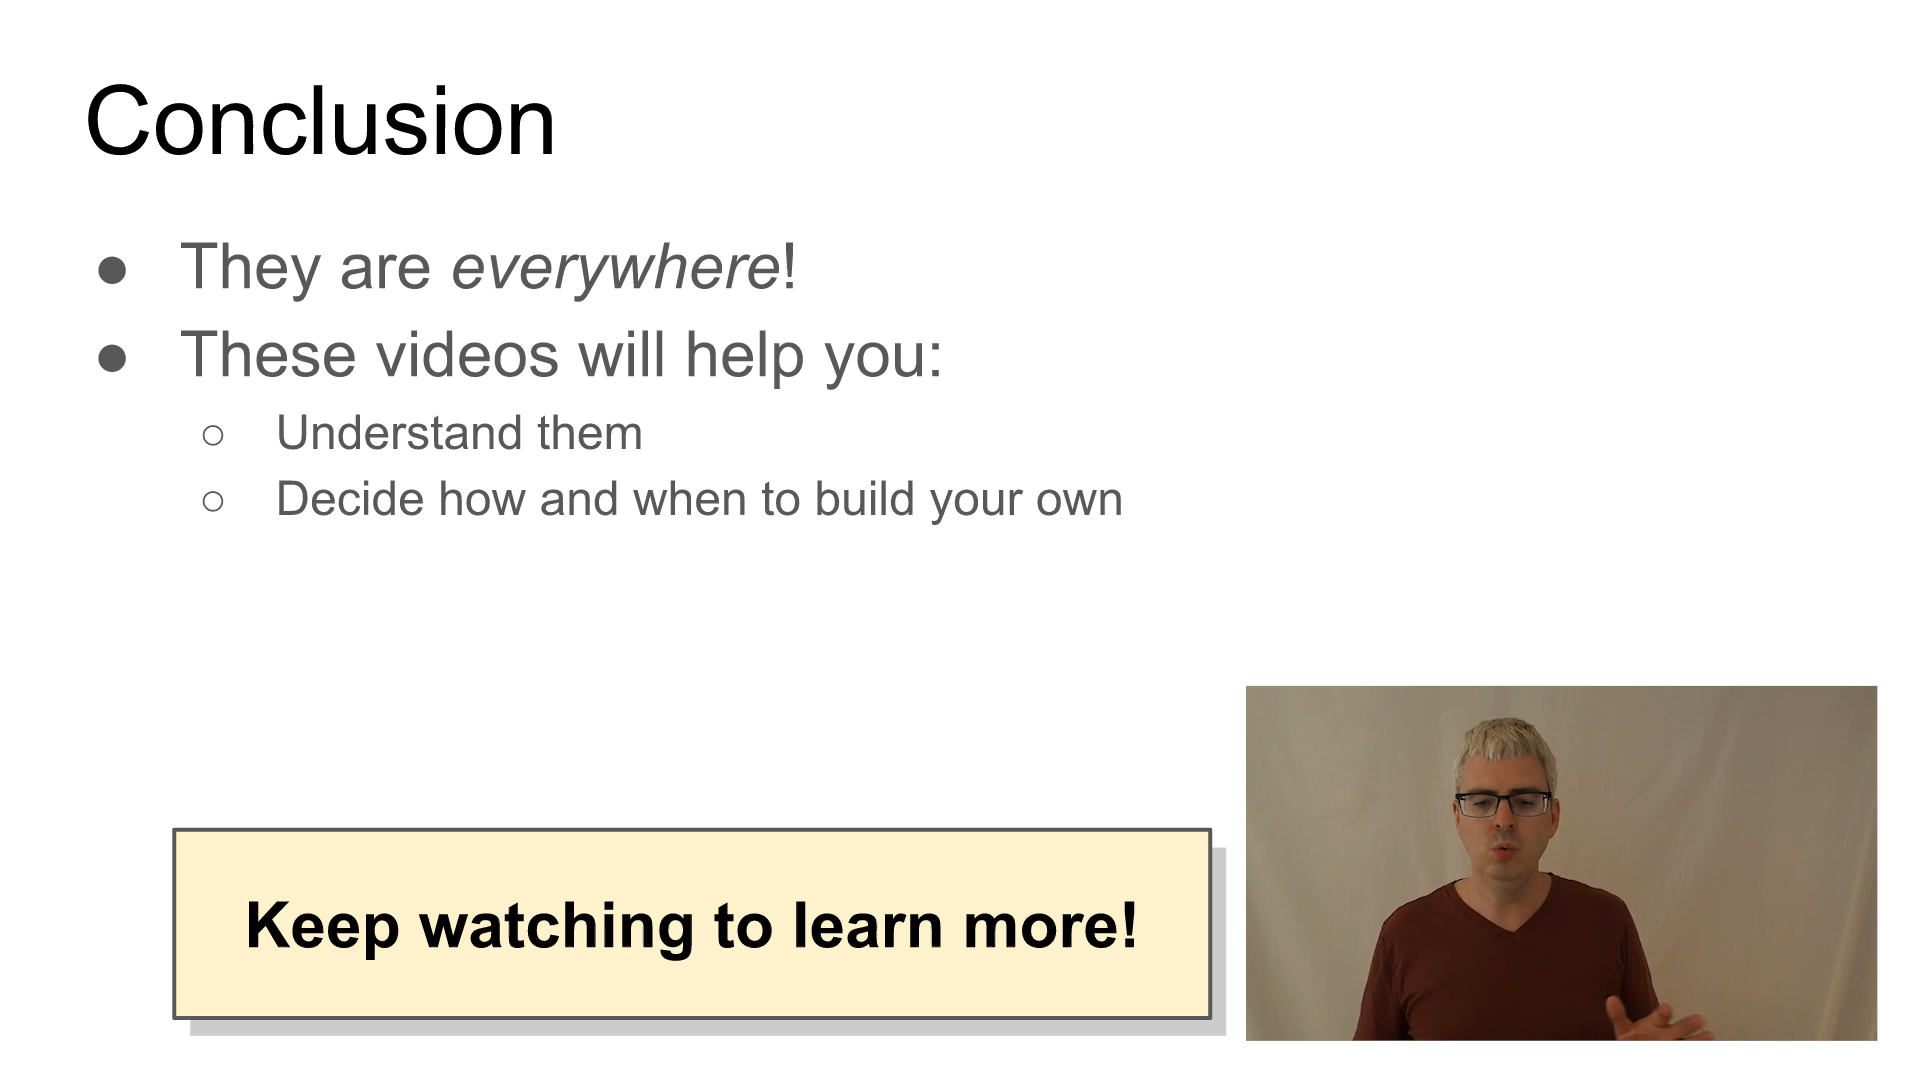 Conclusion
● They are everywhere!
● These videos will help you:
○ Understand them
○ Decide how and when to build your own
Keep watching to learn more!